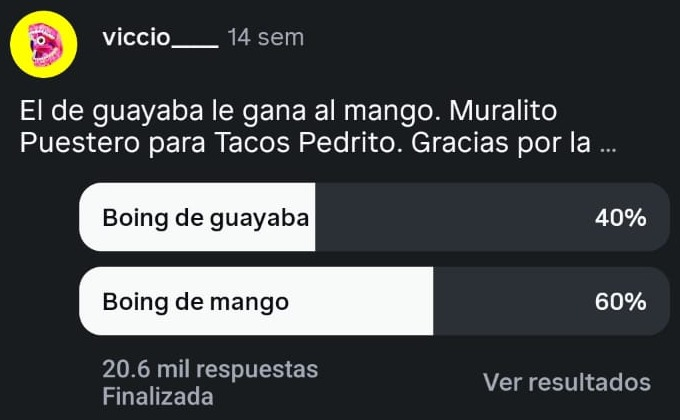 viccio____ 14 sem
El de guayaba le gana al mango. Muralito
Puestero para Tacos Pedrito. Gracias por la ...
Boing de guayaba 40%
Boing de mango 60%
20.6 mil respuestas
Finalizada
Ver resultados